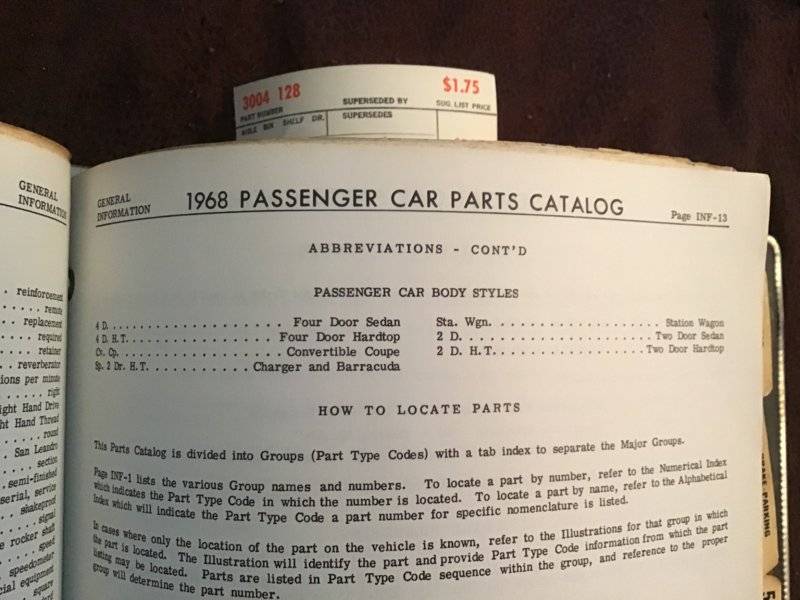 3004 128
$1.75
PART NUMBER
SUPERSEDED BY
SUG. LIST PRICE
AISLE BIN SHELF DR.
SUPERSEDES
GENERAL
INFORMATION
. . reinforcement
. . . . . remote
. . replacement
. . . . required
. . . . retainer
. . reverberator
ions per minute
. . . . . . right
ight Hand Drive
ht Hand Thread
. . . . . . round
. . San Leandro
. . . . . section
. . semi-finished
serial, service
. . . shakeproof
. . . . . signal
e rocker shaft
. . . . . speed
. speedometer
cial equipment
. . . . square
GENERAL
INFORMATION
1968 PASSENGER CAR PARTS CATALOG
Page INF-13
ABBREVIATIONS - CONT'D
PASSENGER CAR BODY STYLES
4 D. . . . . . . . . . . . . . . . . . . Four Door Sedan
4 D. H. T. . . . . . . . . . . . . . . Four Door Hardtop
Cv. Cp. . . . . . . . . . . . . . . . . Convertible Coupe
Sp. 2 Dr. H. T. . . . . . . . . . . Charger and Barracuda
Sta. Wgn. . . . . . . . . . . . . . . . . . Station Wagon
2 D. . . . . . . . . . . . . . . . . . . . Two Door Sedan
2 D. H. T. . . . . . . . . . . . . . . . Two Door Hardtop
HOW TO LOCATE PARTS
This Parts Catalog is divided into Groups (Part Type Codes) with a tab index to separate the Major Groups.
Page INF-1 lists the various Group names and numbers. To locate a part by number, refer to the Numerical Index
which indicates the Part Type Code in which the number is located. To locate a part by name, refer to the Alphabetical
Index which will indicate the Part Type Code a part number for specific nomenclature is listed.
In cases where only the location of the part on the vehicle is known, refer to the Illustrations for that group in which
the part is located. The Illustration will identify the part and provide Part Type Code information from which the part
listing may be located. Parts are listed in Part Type Code sequence within the group, and reference to the proper
group will determine the part number.
PARKING
5